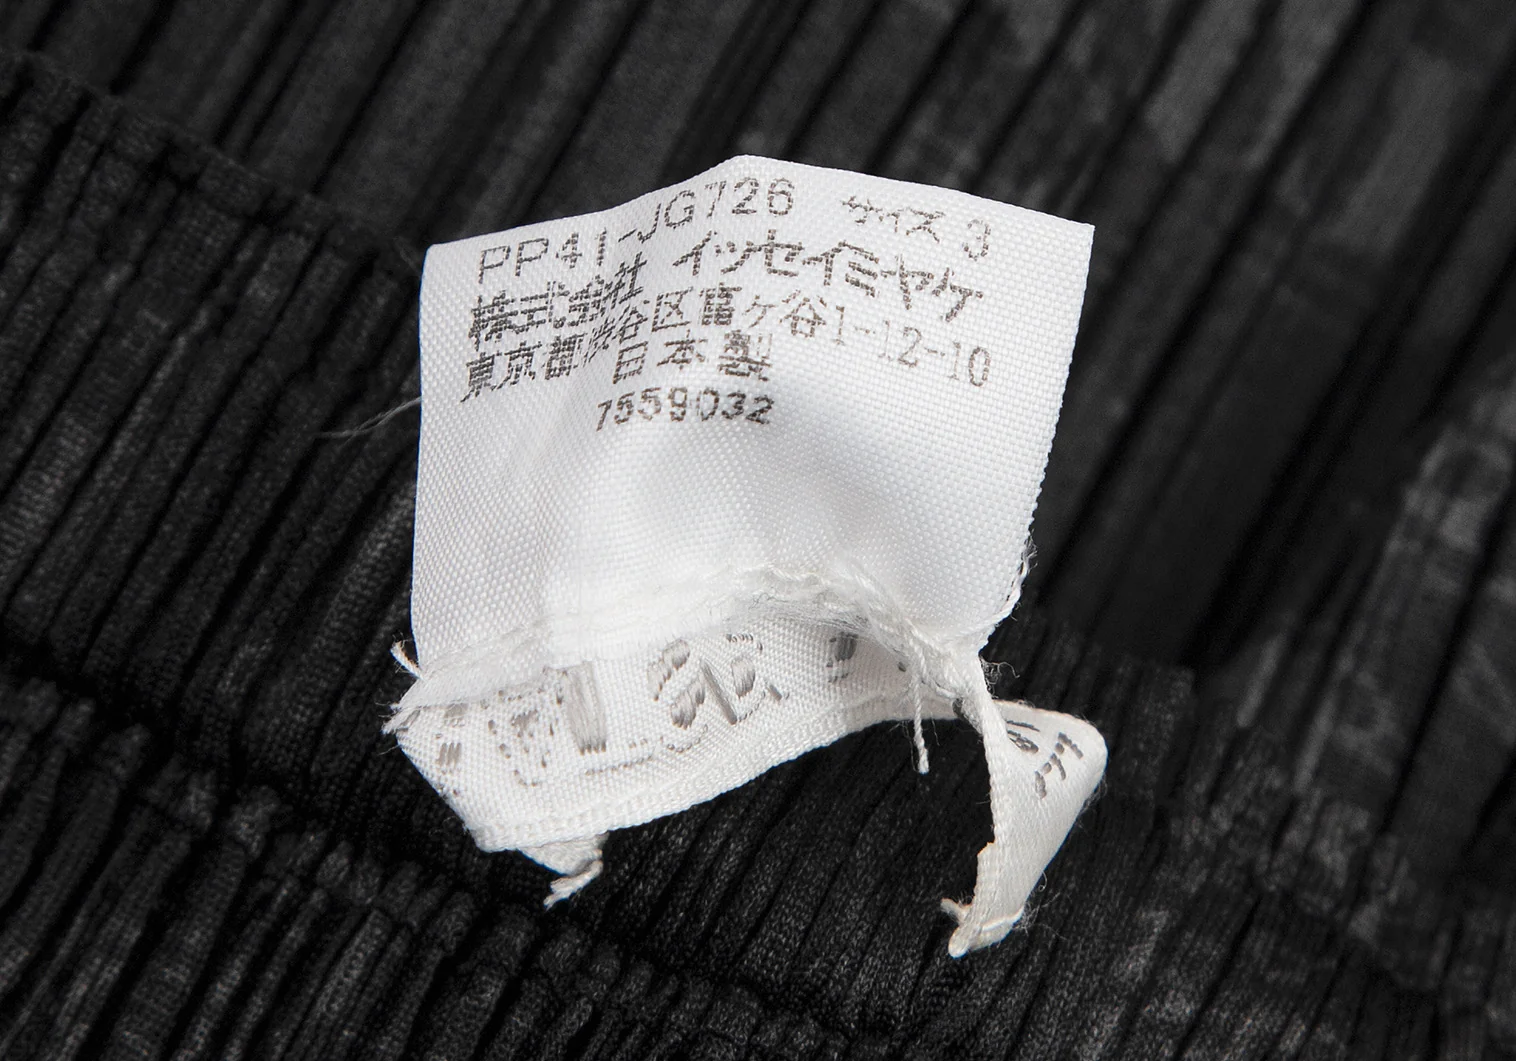 PP41-JG726 サイズ 3
株式会社 イッセイミヤケ
東京都渋谷区富ヶ谷1-12-10
日本製
7559032